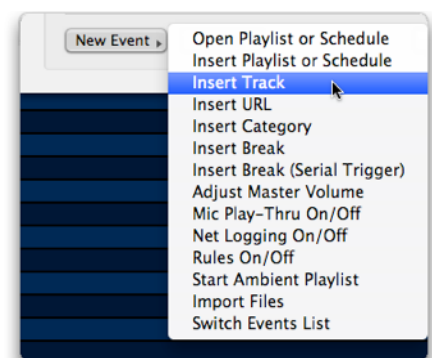 New Event
Open Playlist or Schedule
Insert Playlist or Schedule
Insert Track
Insert URL
Insert Category
Insert Break
Insert Break (Serial Trigger)
Adjust Master Volume
Mic Play-Thru On/Off
Net Logging On/Off
Rules On/Off
Start Ambient Playlist
Import Files
Switch Events List